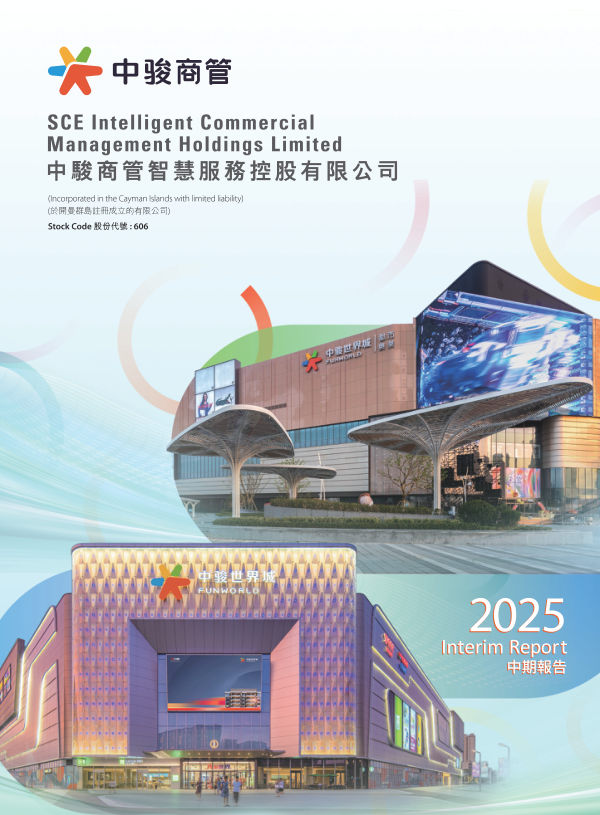 中骏商管
SCE Intelligent Commercial
Management Holdings Limited
中駿商管智慧服務控股有限公司
(Incorporated in the Cayman Islands with limited liability)
(於開曼群島註冊成立的有限公司)
Stock Code 股份代號 : 606
中骏世界城
FUNWORLD
中骏世界城
FUNWORLD
2025
Interim Report
中期報告